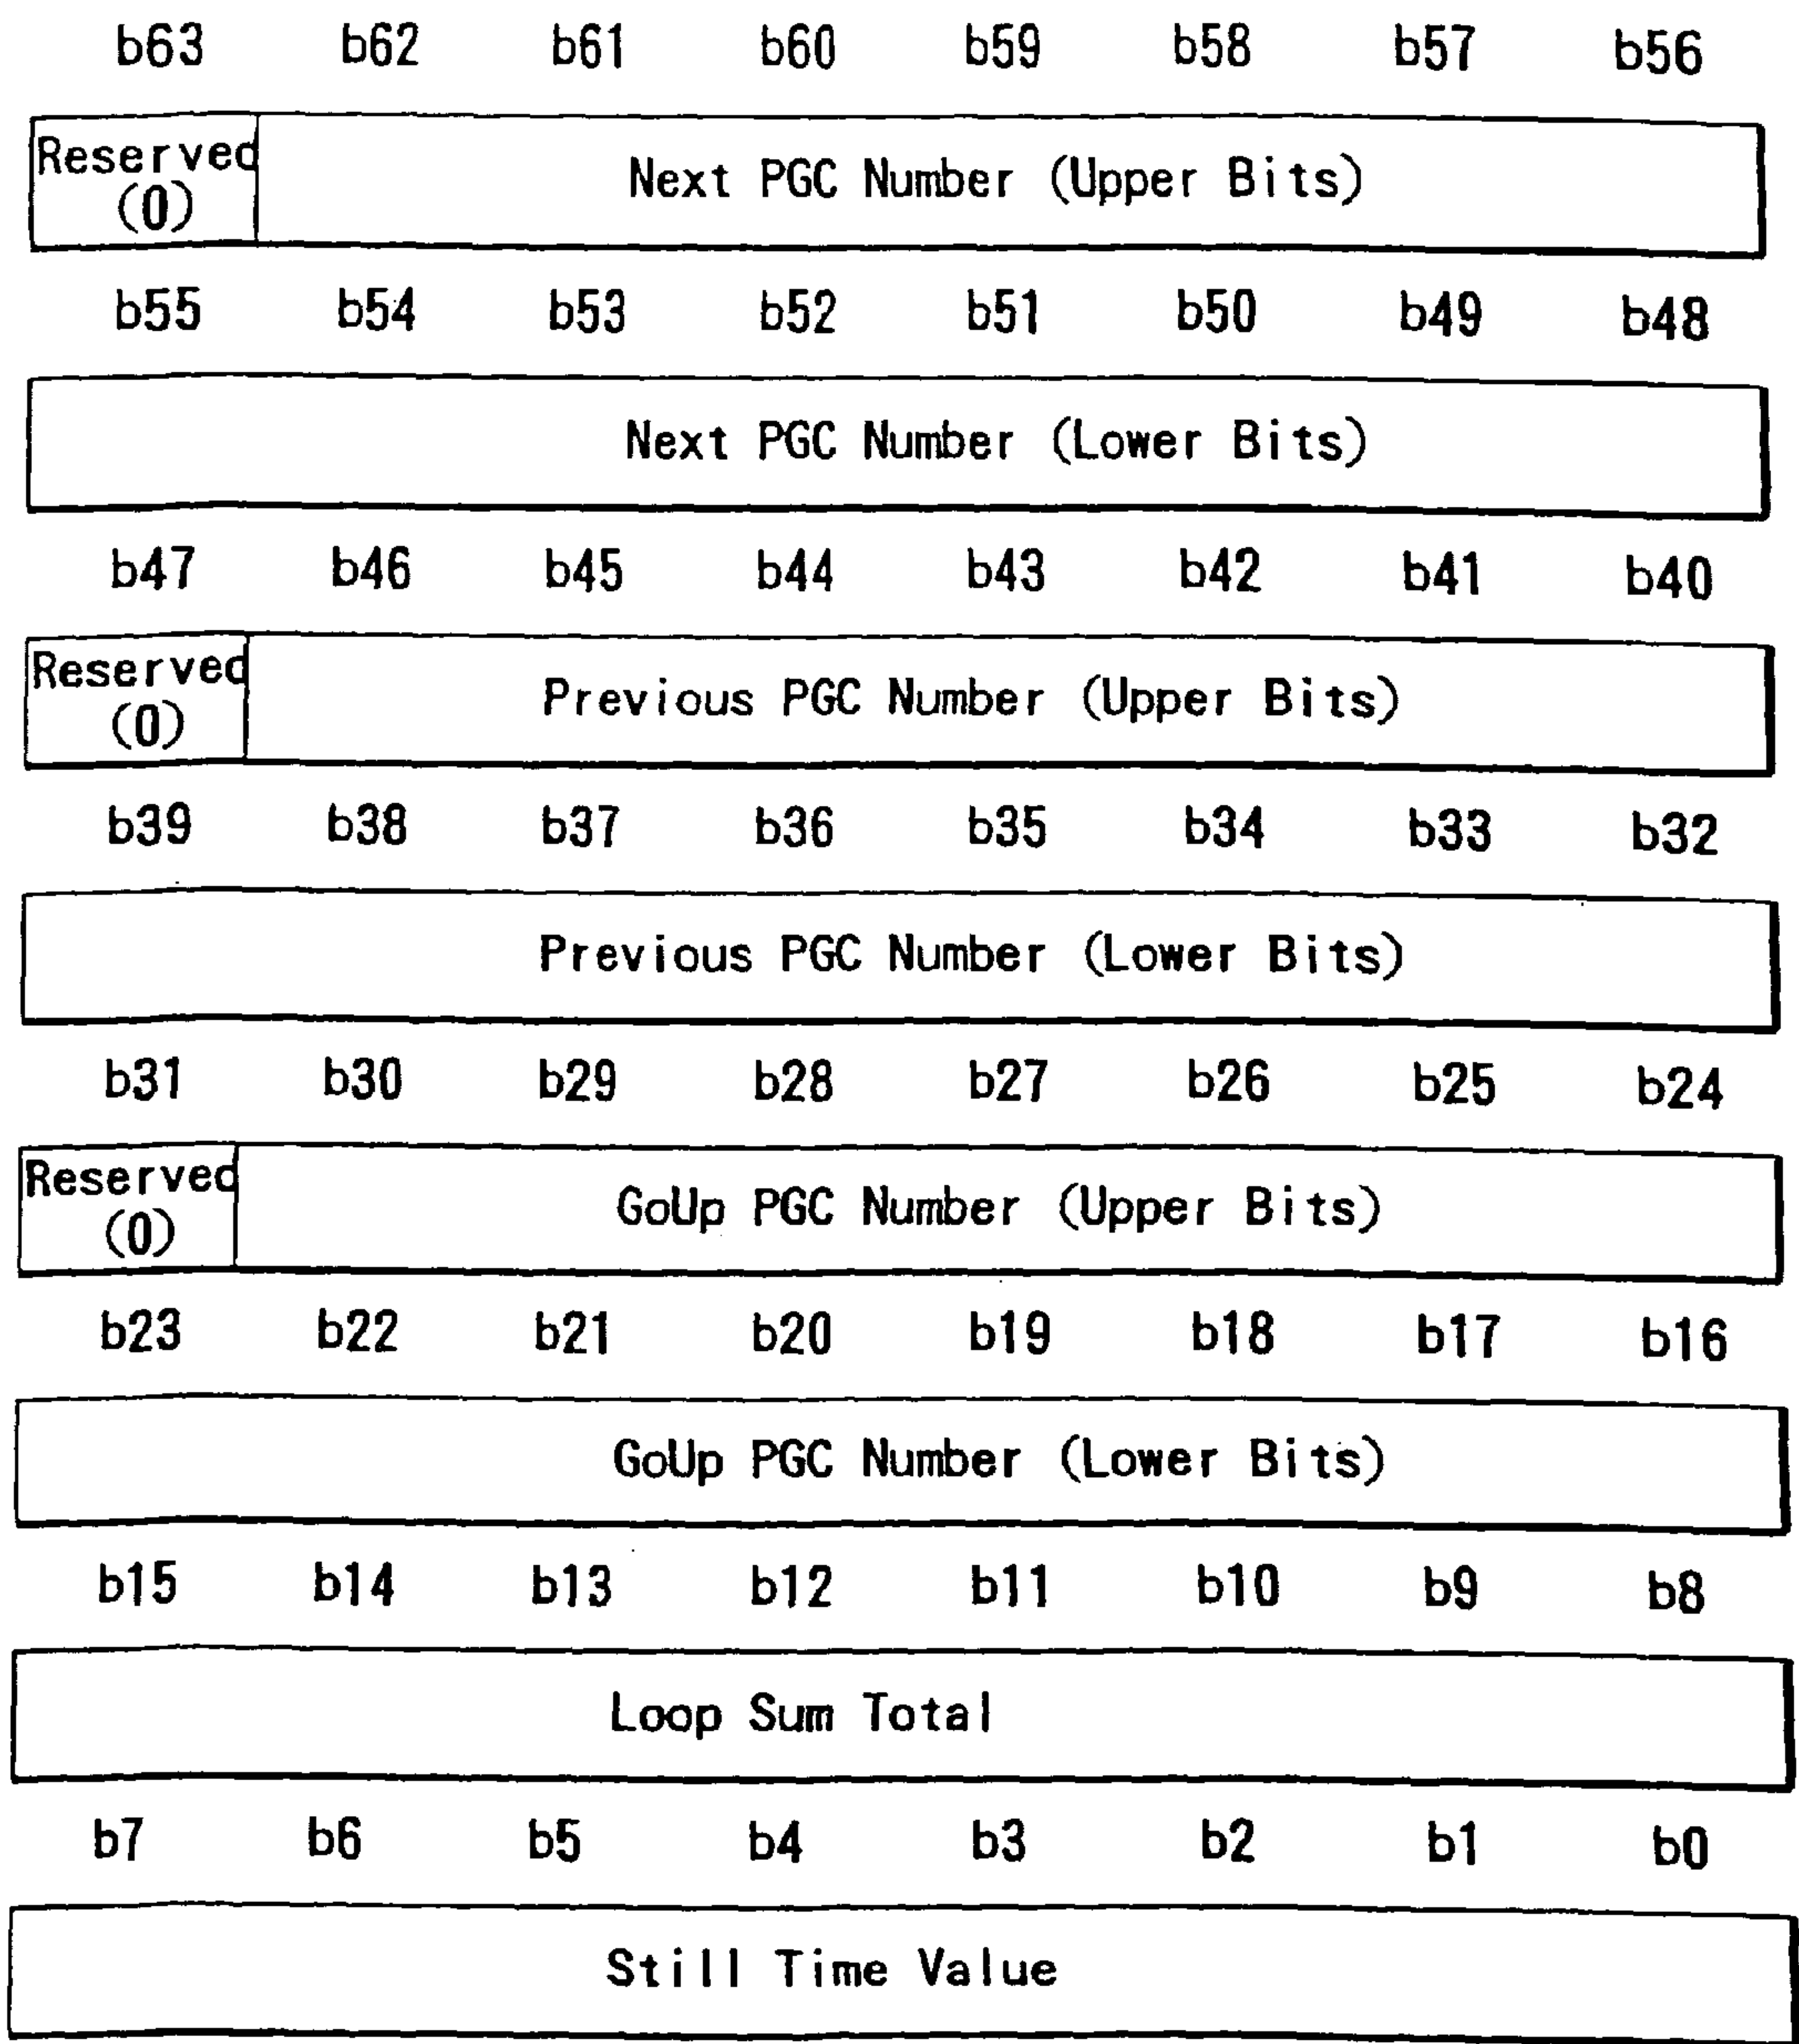 b63 b62 b61 b60 b59 b58 b57 b56
Reserved
(0)
Next PGC Number (Upper Bits)
b55 b54 b53 b52 b51 b50 b49 b48
Next PGC Number (Lower Bits)
b47 b46 b45 b44 b43 b42 b41 b40
Reserved
(0)
Previous PGC Number (Upper Bits)
b39 b38 b37 b36 b35 b34 b33 b32
Previous PGC Number (Lower Bits)
b31 b30 b29 b28 b27 b26 b25 b24
Reserved
(0)
GoUp PGC Number (Upper Bits)
b23 b22 b21 b20 b19 b18 b17 b16
GoUp PGC Number (Lower Bits)
b15 b14 b13 b12 b11 b10 b9 b8
Loop Sum Total
b7 b6 b5 b4 b3 b2 b1 b0
Still Time Value